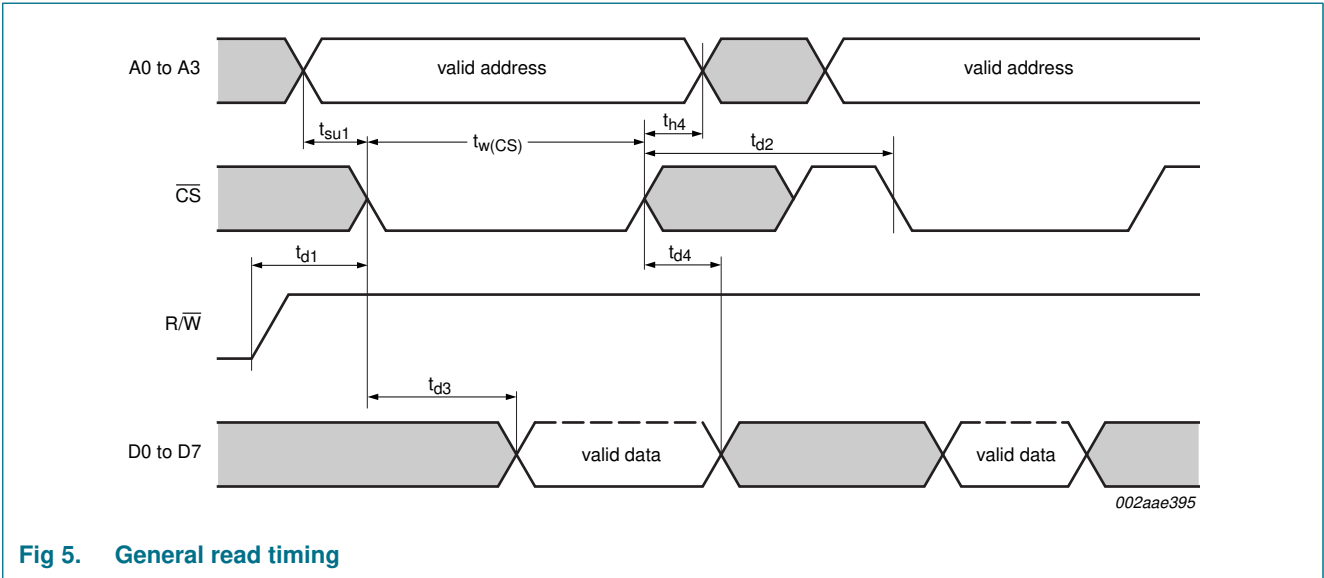 A0 to A3
valid address
valid address
tsu1
tw(CS)
th4
td2
C̅S̅
td1
td4
R/W̅
td3
D0 to D7
valid data
valid data
002aae395
Fig 5. General read timing